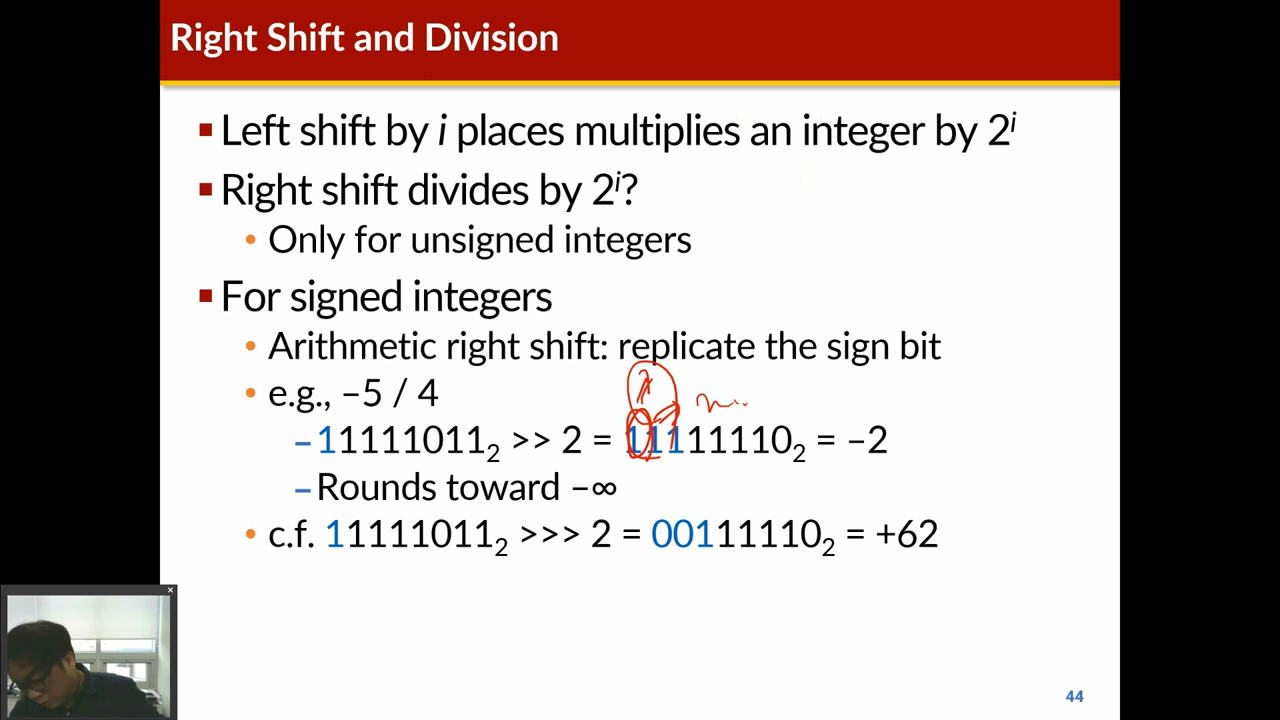 Right Shift and Division
Left shift by i places multiplies an integer by 2ⁱ
Right shift divides by 2ⁱ?
Only for unsigned integers
For signed integers
Arithmetic right shift: replicate the sign bit
e.g., –5 / 4
–11111011₂ >> 2 = 11111110₂ = –2
–Rounds toward –∞
c.f. 11111011₂ >>> 2 = 00111110₂ = +62
44